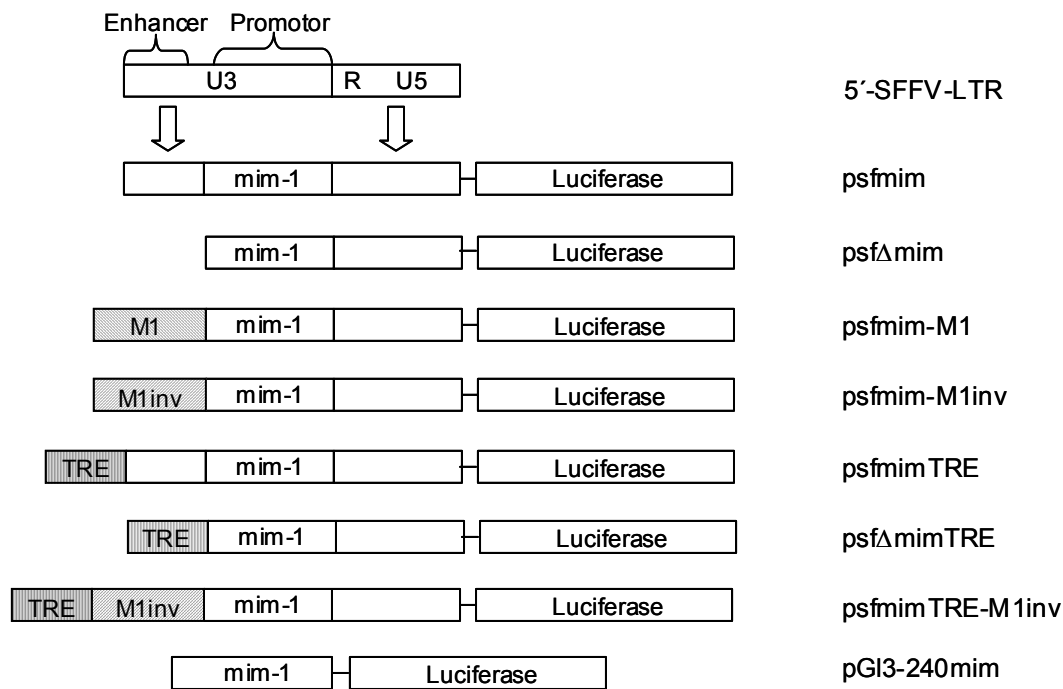 Enhancer Promotor
U3 R U5 5´-SFFV-LTR
mim-1 Luciferase psfmim
mim-1 Luciferase psfΔmim
M1 mim-1 Luciferase psfmim-M1
M1inv mim-1 Luciferase psfmim-M1inv
TRE mim-1 Luciferase psfmimTRE
TRE mim-1 Luciferase psfΔmimTRE
TRE M1inv mim-1 Luciferase psfmimTRE-M1inv
mim-1 Luciferase pGl3-240mim